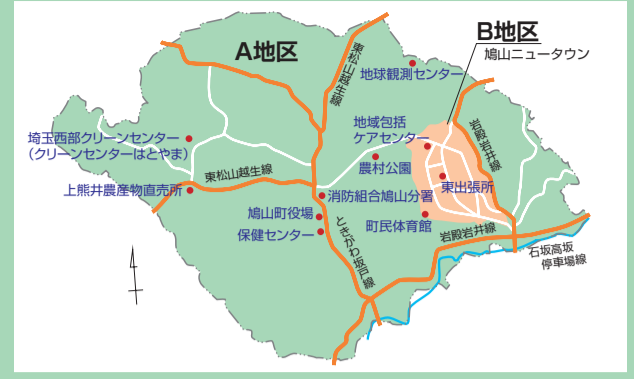 A地区
B地区
鳩山ニュータウン
東松山越生線
地球観測センター
岩殿岩井線
地域包括
ケアセンター
埼玉西部クリーンセンター
(クリーンセンターはとやま)
農村公園
東松山越生線
東出張所
上熊井農産物直売所
消防組合鳩山分署
鳩山町役場
町民体育館
保健センター
ときがわ坂戸線
岩殿岩井線
石坂高坂
停車場線